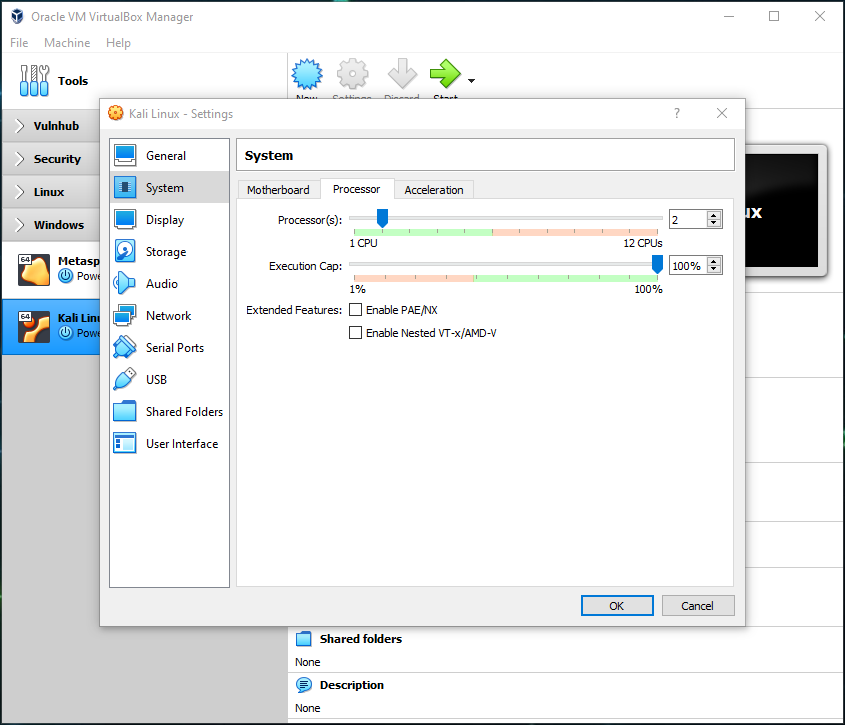 Oracle VM VirtualBox Manager
File Machine Help
Tools
New Settings Discard Start
Kali Linux - Settings ?
Vulnhub
Security
Linux
Windows
64
Metasp
Powe
64
Kali Linu
Powe
ux
General
System
Display
Storage
Audio
Network
Serial Ports
USB
Shared Folders
User Interface
System
Motherboard Processor Acceleration
Processor(s): 2
1 CPU 12 CPUs
Execution Cap: 100%
1% 100%
Extended Features: Enable PAE/NX
Enable Nested VT-x/AMD-V
OK Cancel
Shared folders
None
Description
None